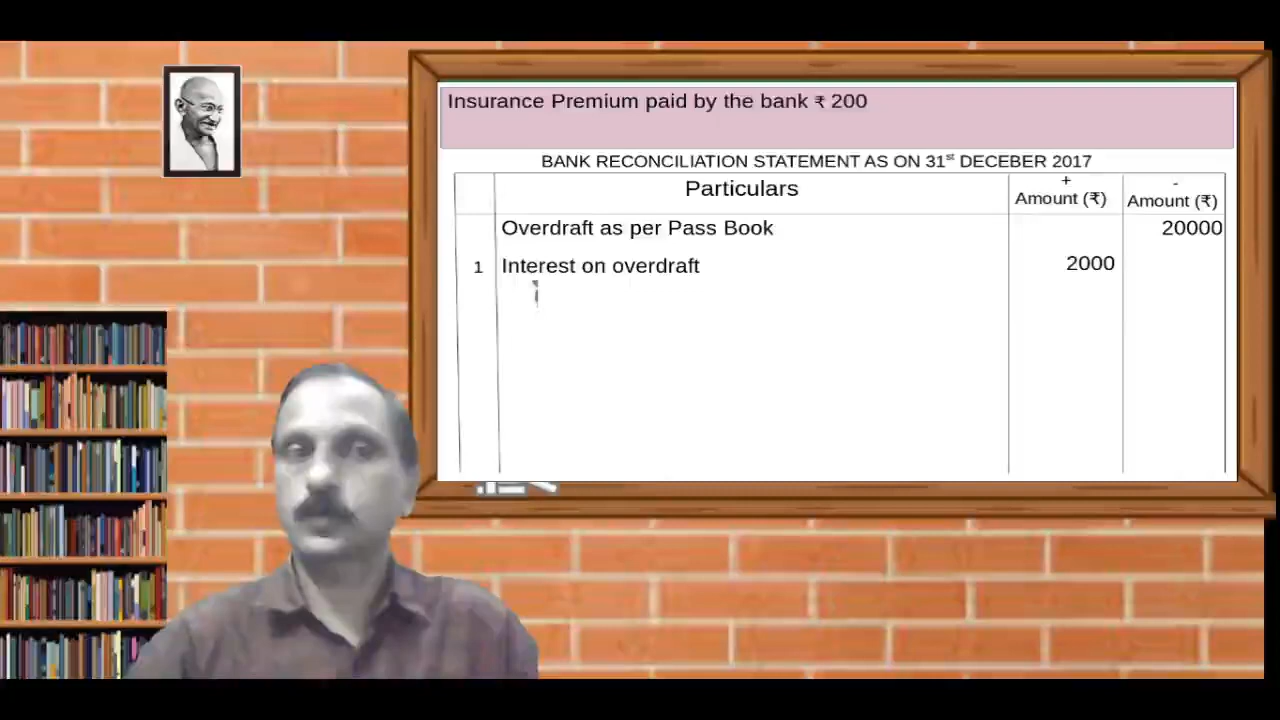 Insurance Premium paid by the bank ₹ 200
BANK RECONCILIATION STATEMENT AS ON 31st DECEBER 2017
Particulars
+
Amount (₹)
-
Amount (₹)
Overdraft as per Pass Book 20000
1 Interest on overdraft 2000